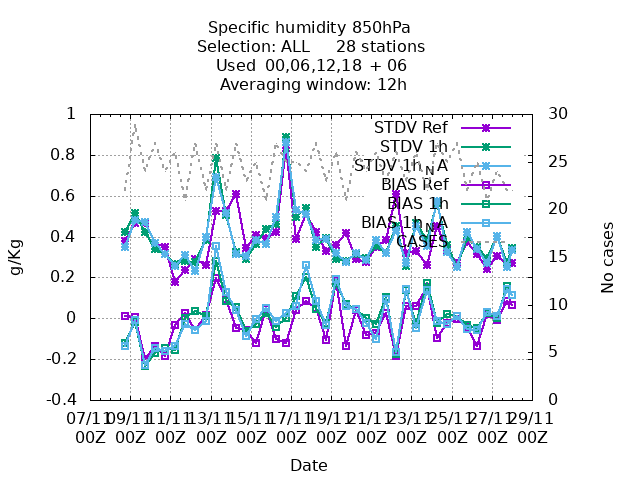 Specific humidity 850hPa
Selection: ALL 28 stations
Used 00,06,12,18 + 06
Averaging window: 12h
1
0.8
0.6
0.4
0.2
0
-0.2
-0.4
g/Kg
30
25
20
15
10
5
0
No cases
STDV Ref
STDV 1h
STDV 1h_NA
BIAS Ref
BIAS 1h
BIAS 1h_NA
CASES
07/11 09/11 11/11 13/11 15/11 17/11 19/11 21/11 23/11 25/11 27/11 29/11
00Z 00Z 00Z 00Z 00Z 00Z 00Z 00Z 00Z 00Z 00Z 00Z
Date